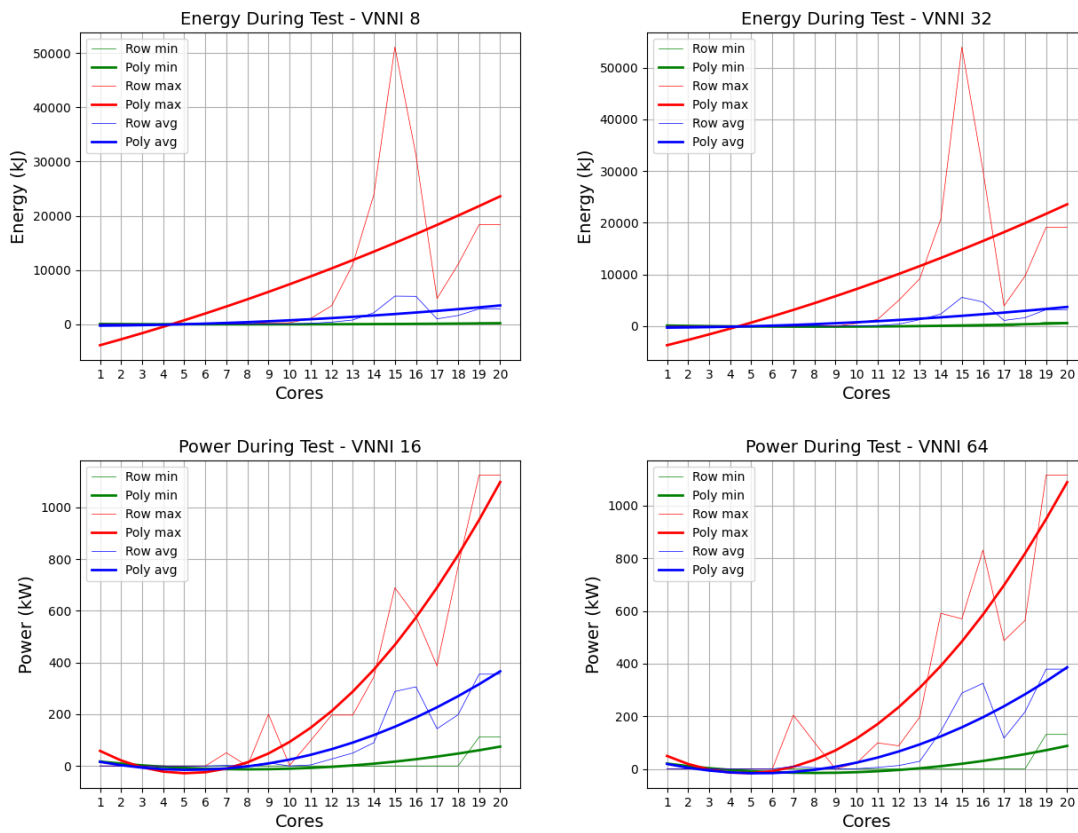 Energy During Test - VNNI 8
Energy (kJ)
50000
40000
30000
20000
10000
0
Row min
Poly min
Row max
Poly max
Row avg
Poly avg
1 2 3 4 5 6 7 8 9 10 11 12 13 14 15 16 17 18 19 20
Cores
Energy During Test - VNNI 32
Energy (kJ)
50000
40000
30000
20000
10000
0
Row min
Poly min
Row max
Poly max
Row avg
Poly avg
1 2 3 4 5 6 7 8 9 10 11 12 13 14 15 16 17 18 19 20
Cores
Power During Test - VNNI 16
Power (kW)
1000
800
600
400
200
0
Row min
Poly min
Row max
Poly max
Row avg
Poly avg
1 2 3 4 5 6 7 8 9 10 11 12 13 14 15 16 17 18 19 20
Cores
Power During Test - VNNI 64
Power (kW)
1000
800
600
400
200
0
Row min
Poly min
Row max
Poly max
Row avg
Poly avg
1 2 3 4 5 6 7 8 9 10 11 12 13 14 15 16 17 18 19 20
Cores